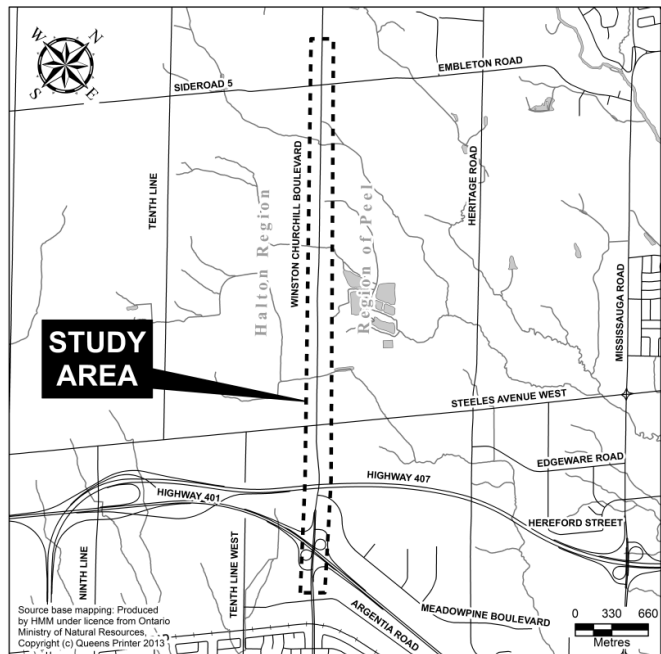 N
W
S
E
EMBLETON ROAD
SIDEROAD 5
TENTH LINE
Halton Region
WINSTON CHURCHILL BOULEVARD
Region of Peel
HERITAGE ROAD
MISSISSAUGA ROAD
STUDY
AREA
STEELES AVENUE WEST
EDGEWARE ROAD
HIGHWAY 407
HIGHWAY 401
HEREFORD STREET
NINTH LINE
TENTH LINE WEST
ARGENTIA ROAD
MEADOWPINE BOULEVARD
Source base mapping: Produced
by HMM under licence from Ontario
Ministry of Natural Resources,
Copyright (c) Queens Printer 2013
0 330 660
Metres